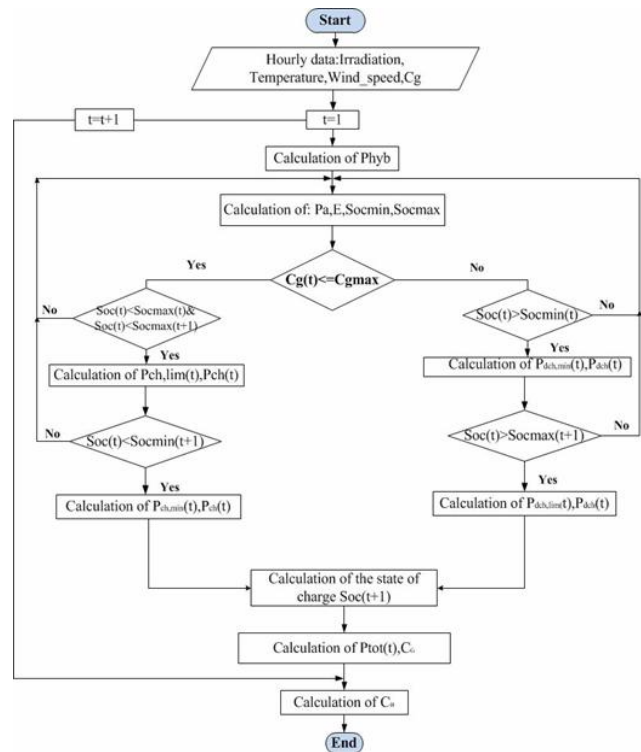 Start
Hourly data:Irradiation,
Temperature,Wind_speed,Cg
t=t+1
t=1
Calculation of Phyb
Calculation of: Pa,E,Socmin,Socmax
Yes
Cg(t)<=Cgmax
No
No
Soc(t)<Socmax(t)&
Soc(t)<Socmax(t+1)
Soc(t)>Socmin(t)
No
Yes
Yes
Calculation of Pch,lim(t),Pch(t)
Calculation of Pdch,min(t),Pdch(t)
No
Soc(t)<Socmin(t+1)
Soc(t)>Socmax(t+1)
No
Yes
Yes
Calculation of Pch,min(t),Pch(t)
Calculation of Pdch,lim(t),Pdch(t)
Calculation of the state of
charge Soc(t+1)
Calculation of Ptot(t),CG
Calculation of
End